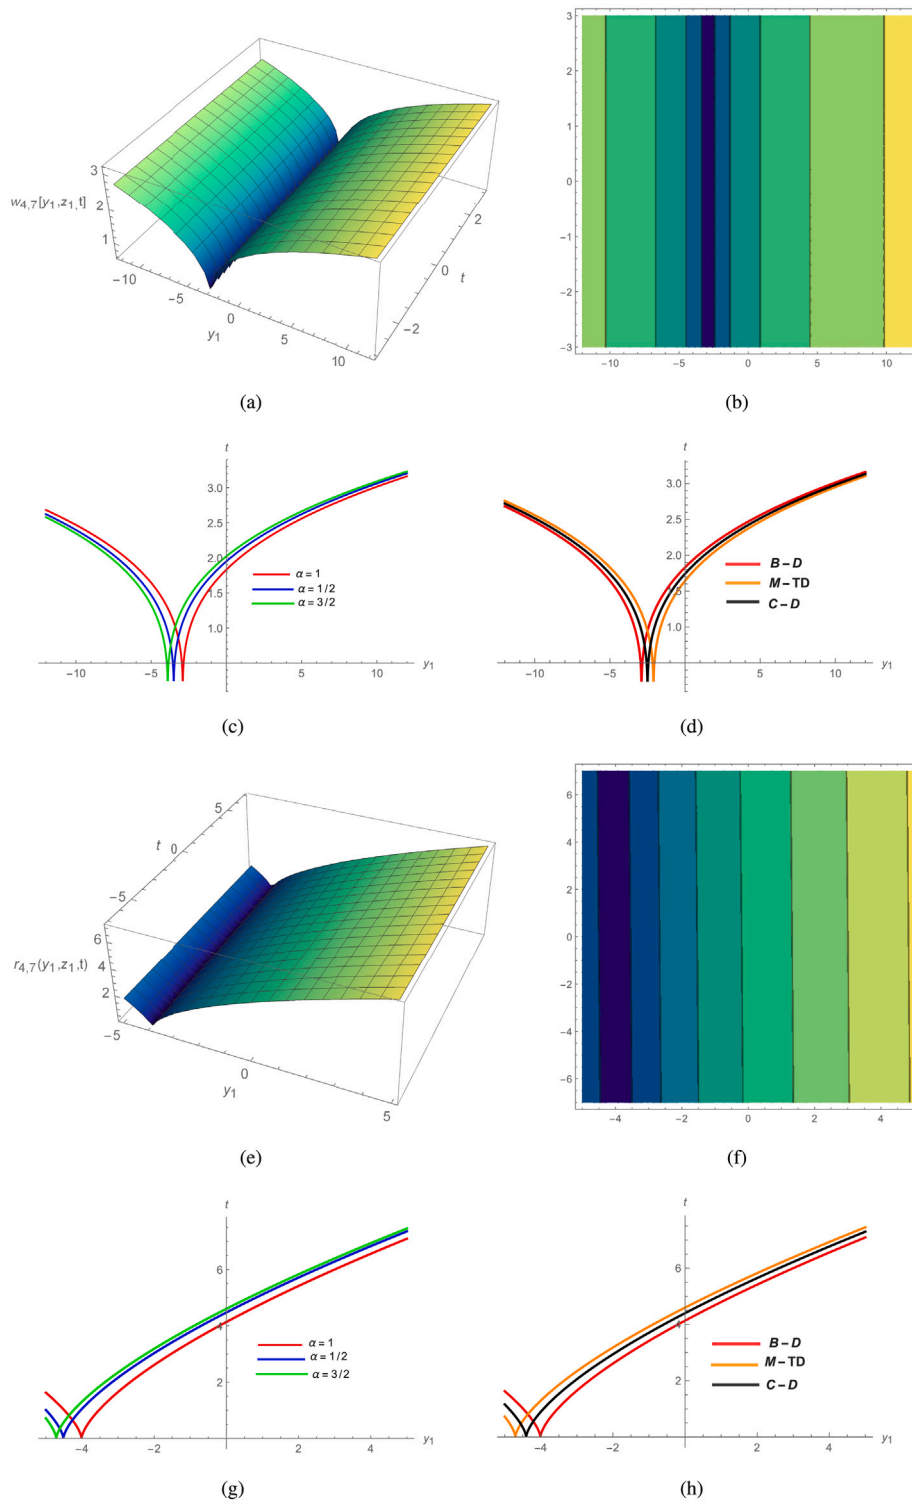 3
2
1
w4,7[y1,z1,t]
-10
-5
0
5
10
y1
2
0
-2
t
(a)
3
2
1
0
-1
-2
-3
-10
-5
0
5
10
(b)
t
3.0
2.5
2.0
1.5
1.0
α = 1
α = 1/2
α = 3/2
-10
-5
5
10
y1
(c)
t
3.0
2.5
2.0
1.5
1.0
B – D
M – TD
C – D
-10
-5
5
10
y1
(d)
5
t
0
-5
6
4
2
r4,7(y1,z1,t)
-5
0
5
y1
(e)
6
4
2
0
-2
-4
-6
-4
-2
0
2
4
(f)
t
6
4
2
α = 1
α = 1/2
α = 3/2
-4
-2
0
2
4
y1
(g)
t
6
4
2
B – D
M – TD
C – D
-4
-2
0
2
4
y1
(h)